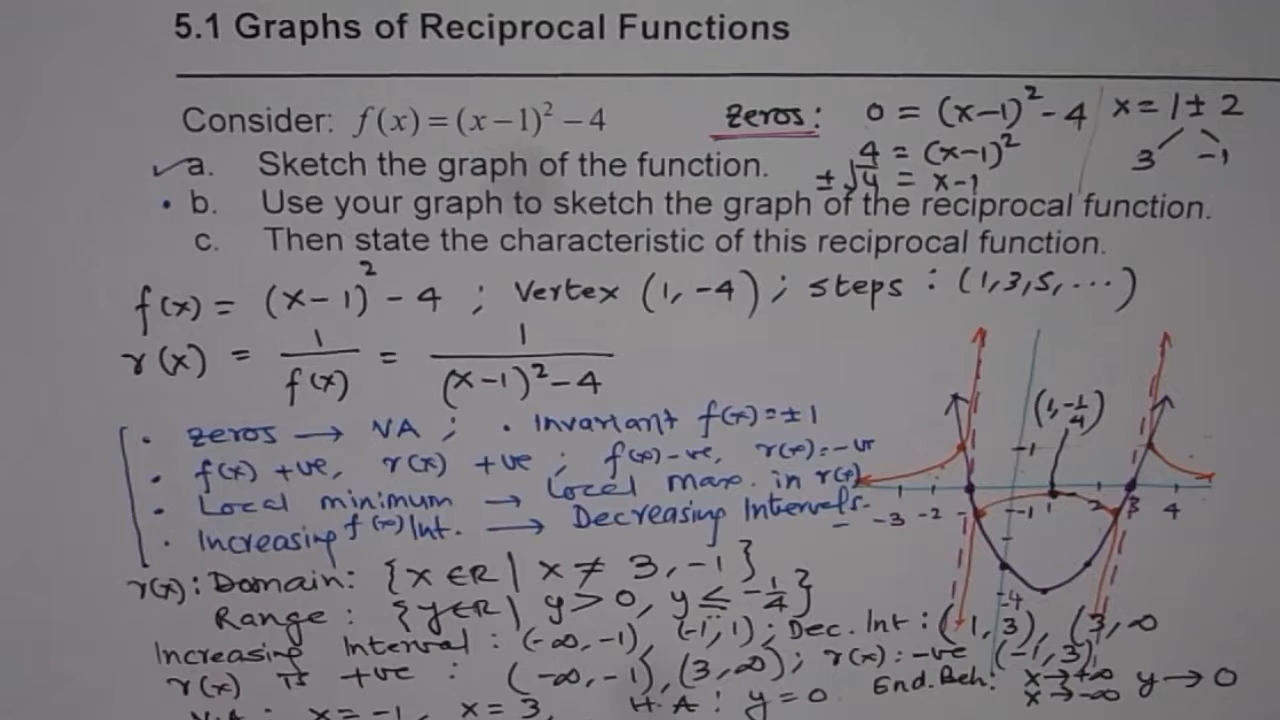 5.1 Graphs of Reciprocal Functions
Consider: f(x) = (x−1)² − 4
zeros: 0 = (x−1)² − 4
4 = (x−1)²
±√4 = x−1
x = 1 ± 2
3 −1
a. Sketch the graph of the function.
b. Use your graph to sketch the graph of the reciprocal function.
c. Then state the characteristic of this reciprocal function.
f(x) = (x−1)² − 4 ; Vertex (1, −4) ; steps : (1,3,5,...)
r(x) = 1/f(x) = 1/((x−1)² − 4)
• zeros → VA ; • Invariant f(x) = ±1
• f(x) +ve, r(x) +ve ; f(x) −ve, r(x) = −ve
• Local minimum → Local max. in r(x)
• Increasing f(x) Int. → Decreasing Intervals.
(1, −1/4)
−1
−3 −2 −1 1 3 4
−4
r(x): Domain: {x∈R | x ≠ 3, −1}
Range : {y∈R | y > 0, y ≤ −1/4}
Increasing Interval : (−∞, −1), (−1, 1) ; Dec. Int : (1, 3), (3, ∞
r(x) is +ve : (−∞, −1), (3, ∞) ; r(x) : −ve (−1, 3)
V.A : x = −1, x = 3, H.A : y = 0 End. Beh: x → +∞ y → 0
x → −∞